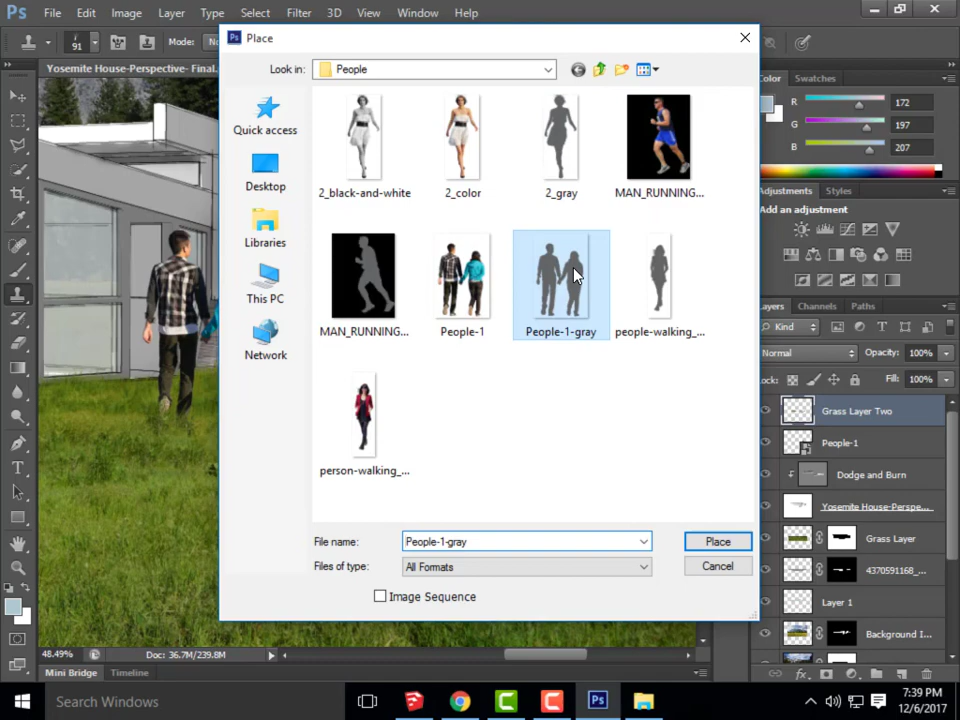 Ps File Edit Image Layer Type Select Filter 3D View Window Help
91 Mode:
Yosemite House-Perspective- Final.
Ps Place
Look in: People
Quick access
Desktop
Libraries
This PC
Network
2_black-and-white 2_color 2_gray MAN_RUNNING...
MAN_RUNNING... People-1 People-1-gray people-walking_...
person-walking_...
File name: People-1-gray Place
Files of type: All Formats Cancel
Image Sequence
Color Swatches
R 172
G 197
B 207
Adjustments Styles
Add an adjustment
Layers Channels Paths
Kind
Normal Opacity: 100%
Lock: Fill: 100%
Grass Layer Two
People-1
Dodge and Burn
Yosemite House-Perspe...
Grass Layer
4370591168_...
Layer 1
Background I...
48.49% Doc: 36.7M/239.8M
Mini Bridge Timeline
Search Windows
7:39 PM
12/6/2017